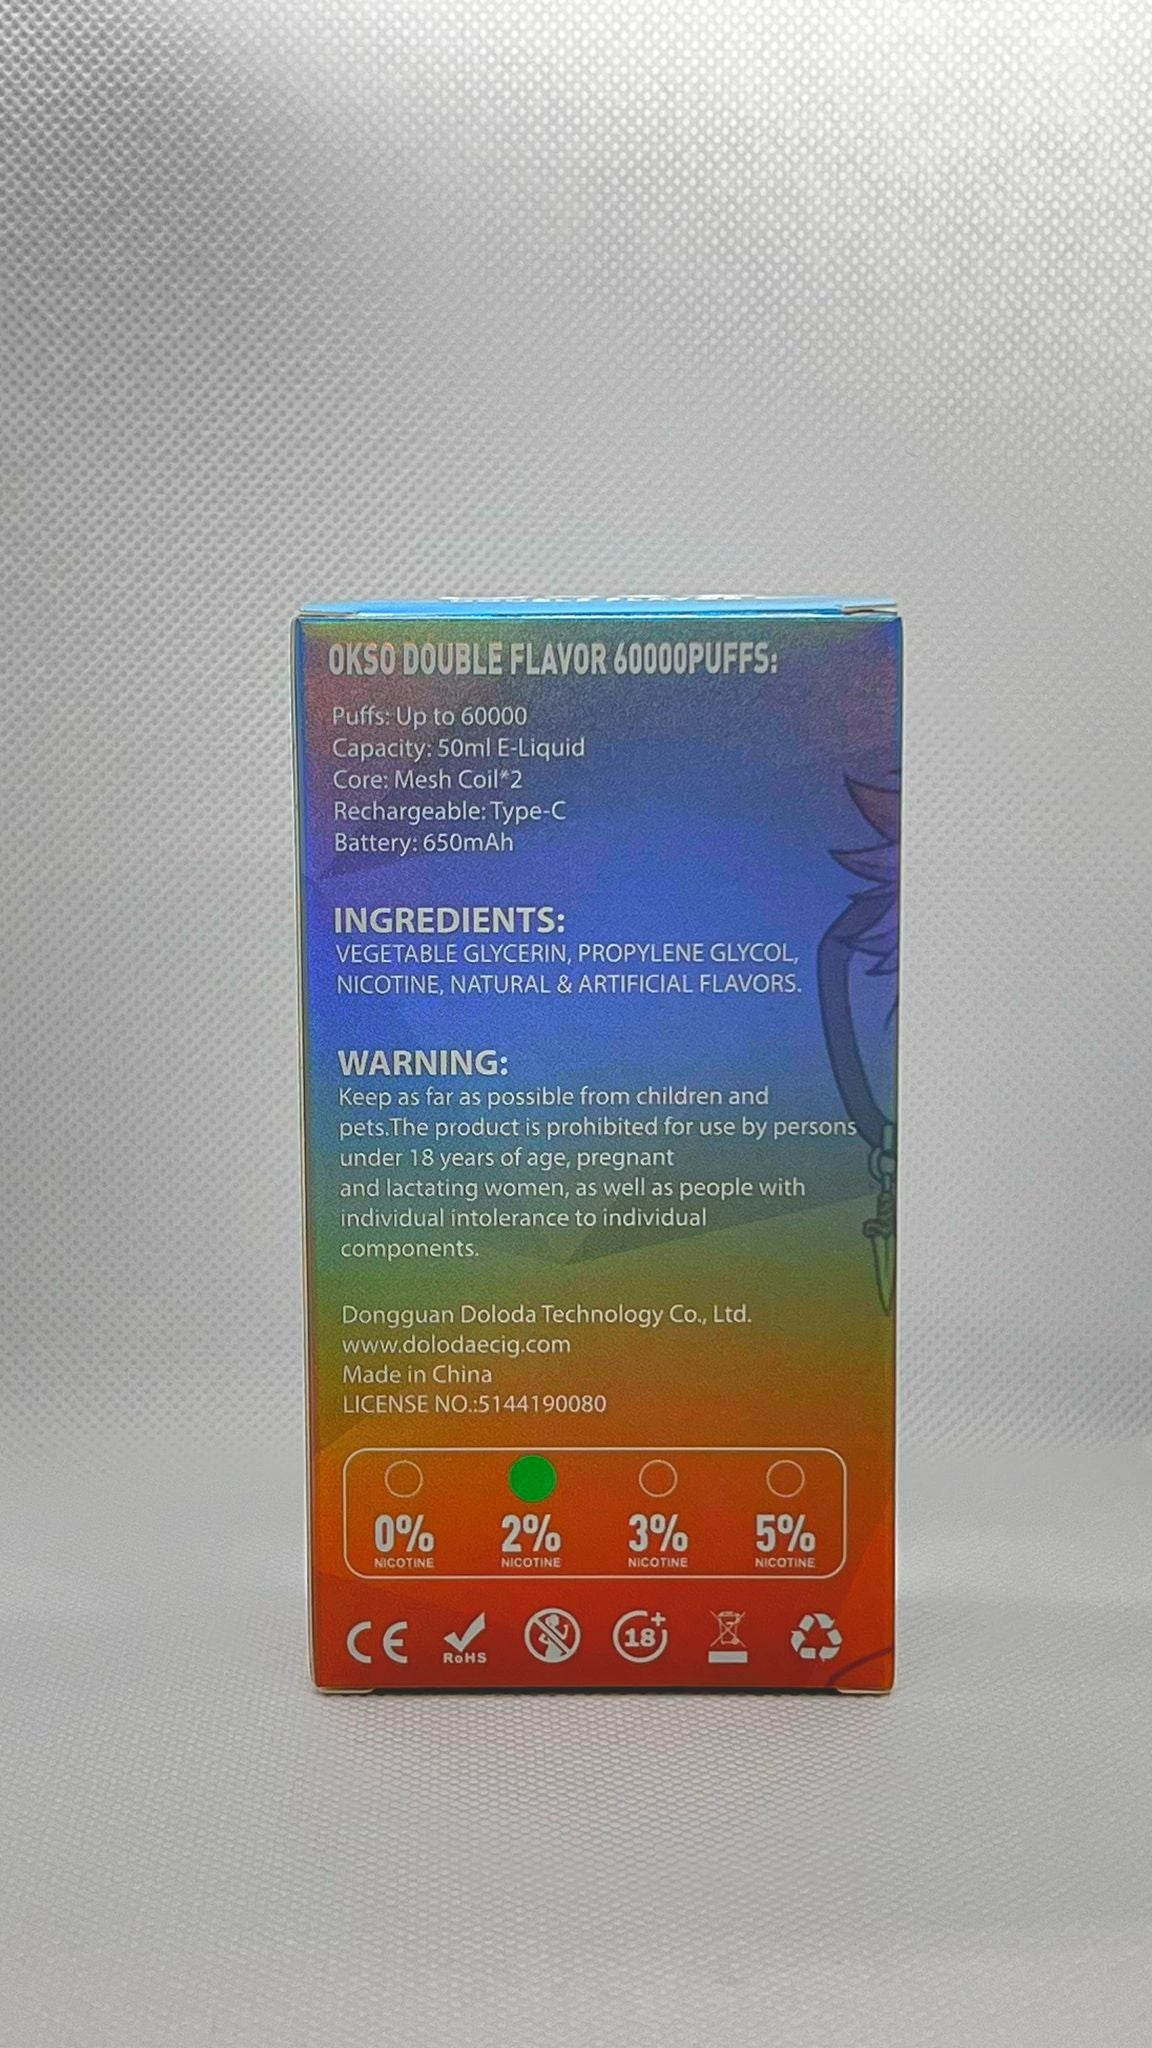 OKSO DOUBLE FLAVOR 60000PUFFS:
Puffs: Up to 60000
Capacity: 50ml E-Liquid
Core: Mesh Coil*2
Rechargeable: Type-C
Battery: 650mAh
INGREDIENTS:
VEGETABLE GLYCERIN, PROPYLENE GLYCOL,
NICOTINE, NATURAL & ARTIFICIAL FLAVORS.
WARNING:
Keep as far as possible from children and
pets.The product is prohibited for use by persons
under 18 years of age, pregnant
and lactating women, as well as people with
individual intolerance to individual
components.
Dongguan Doloda Technology Co., Ltd.
www.dolodaecig.com
Made in China
LICENSE NO.:5144190080
0% 2% 3% 5%
NICOTINE NICOTINE NICOTINE NICOTINE
CE RoHS 18+